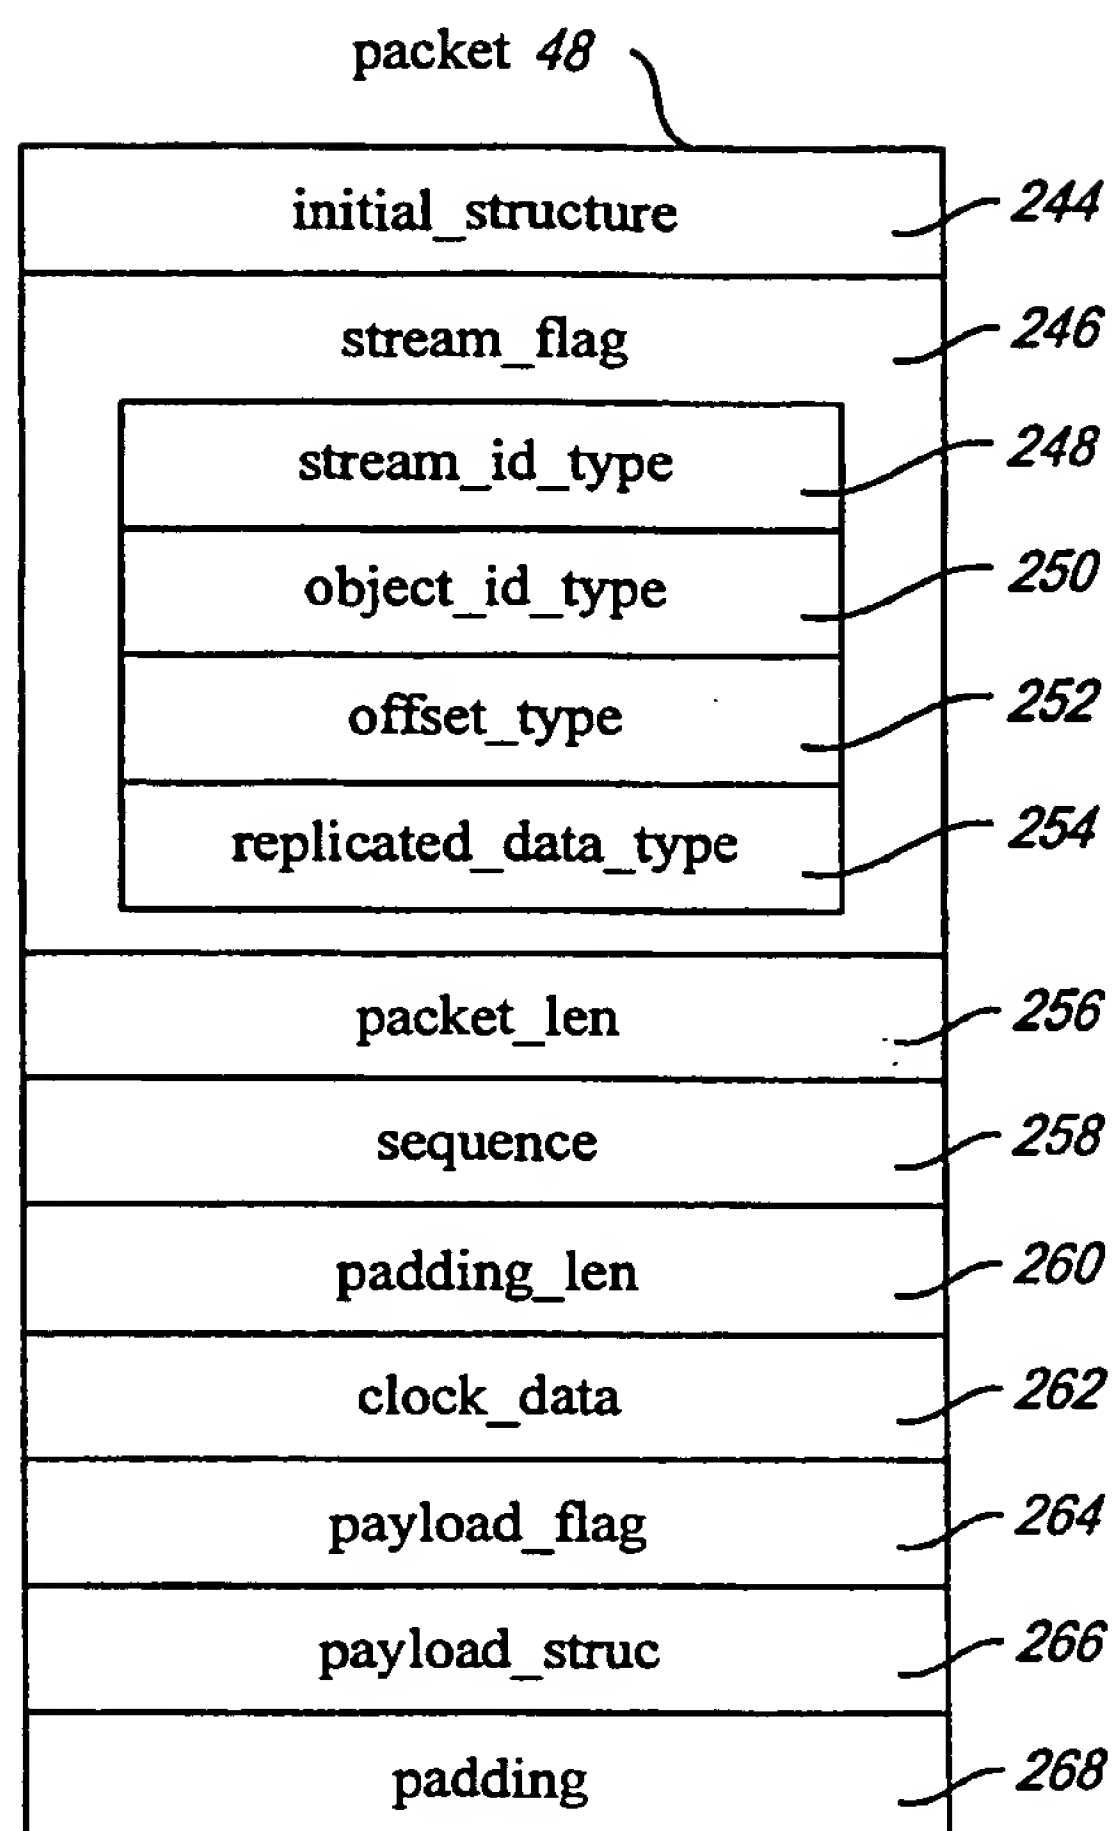 packet 48
initial_structure 244
stream_flag 246
stream_id_type 248
object_id_type 250
offset_type 252
replicated_data_type 254
packet_len 256
sequence 258
padding_len 260
clock_data 262
payload_flag 264
payload_struc 266
padding 268